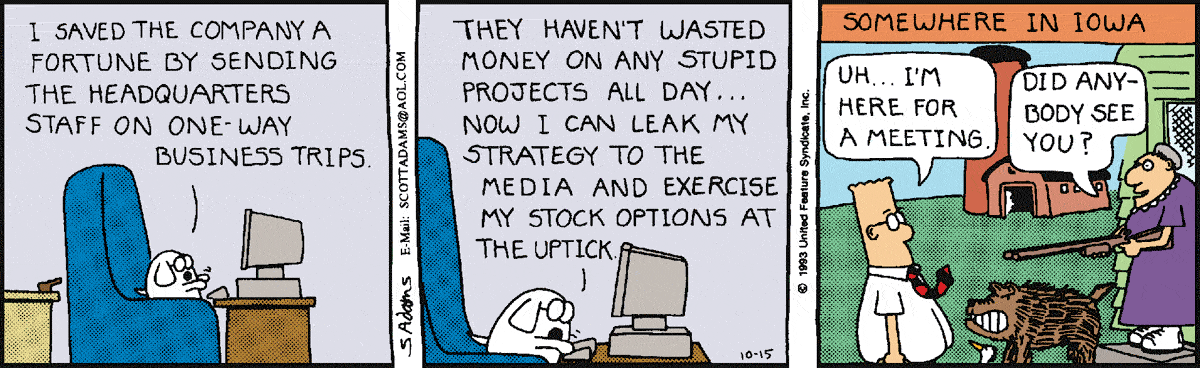 I SAVED THE COMPANY A
FORTUNE BY SENDING
THE HEADQUARTERS
STAFF ON ONE-WAY
BUSINESS TRIPS.
S Adams E-Mail: SCOTTADAMS@AOL.COM
THEY HAVEN'T WASTED
MONEY ON ANY STUPID
PROJECTS ALL DAY...
NOW I CAN LEAK MY
STRATEGY TO THE
MEDIA AND EXERCISE
MY STOCK OPTIONS AT
THE UPTICK.
10-15
© 1993 United Feature Syndicate, Inc.
SOMEWHERE IN IOWA
UH... I'M
HERE FOR
A MEETING.
DID ANY-
BODY SEE
YOU?